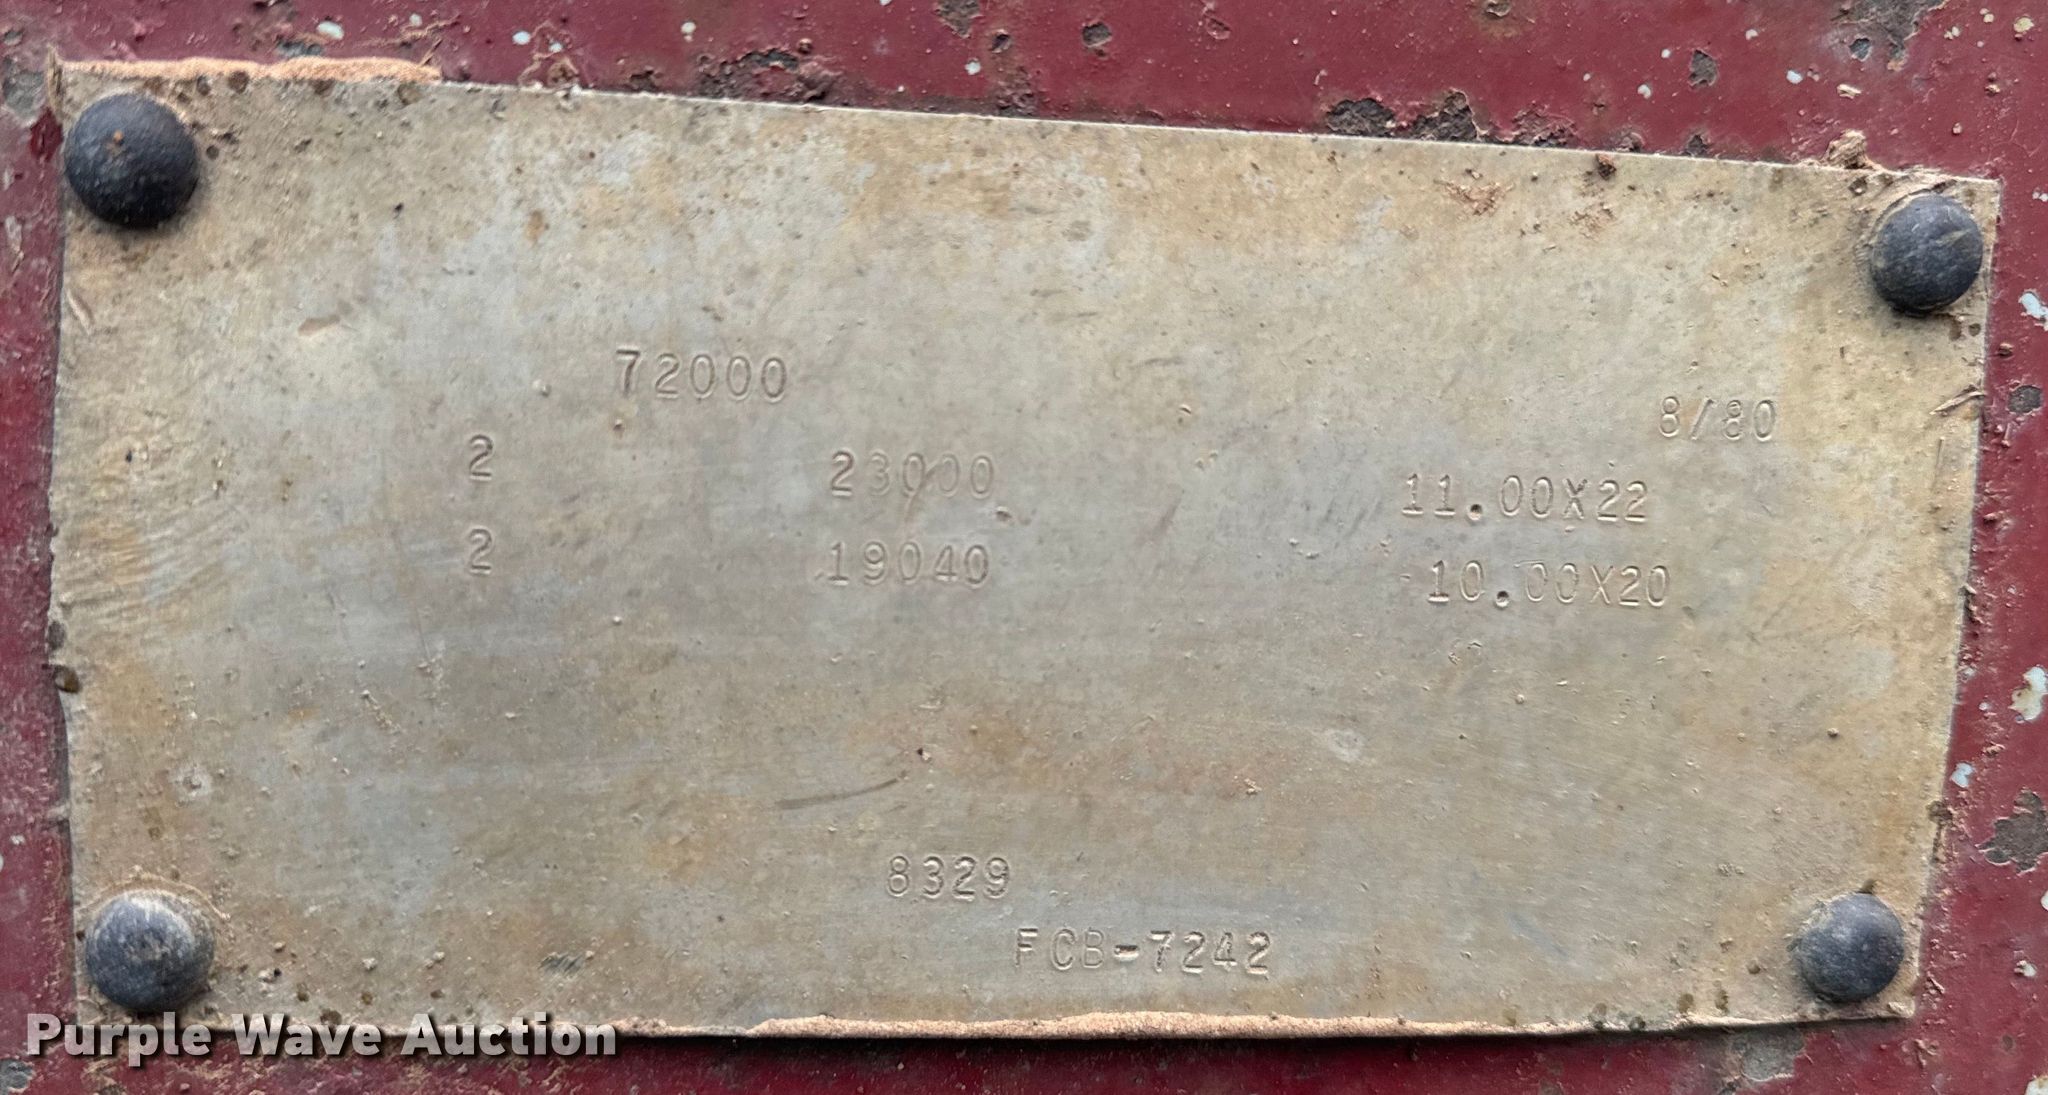 72000
8/80
2 23000 11.00X22
2 19040 10.00X20
8329
FCB-7242
Purple Wave Auction